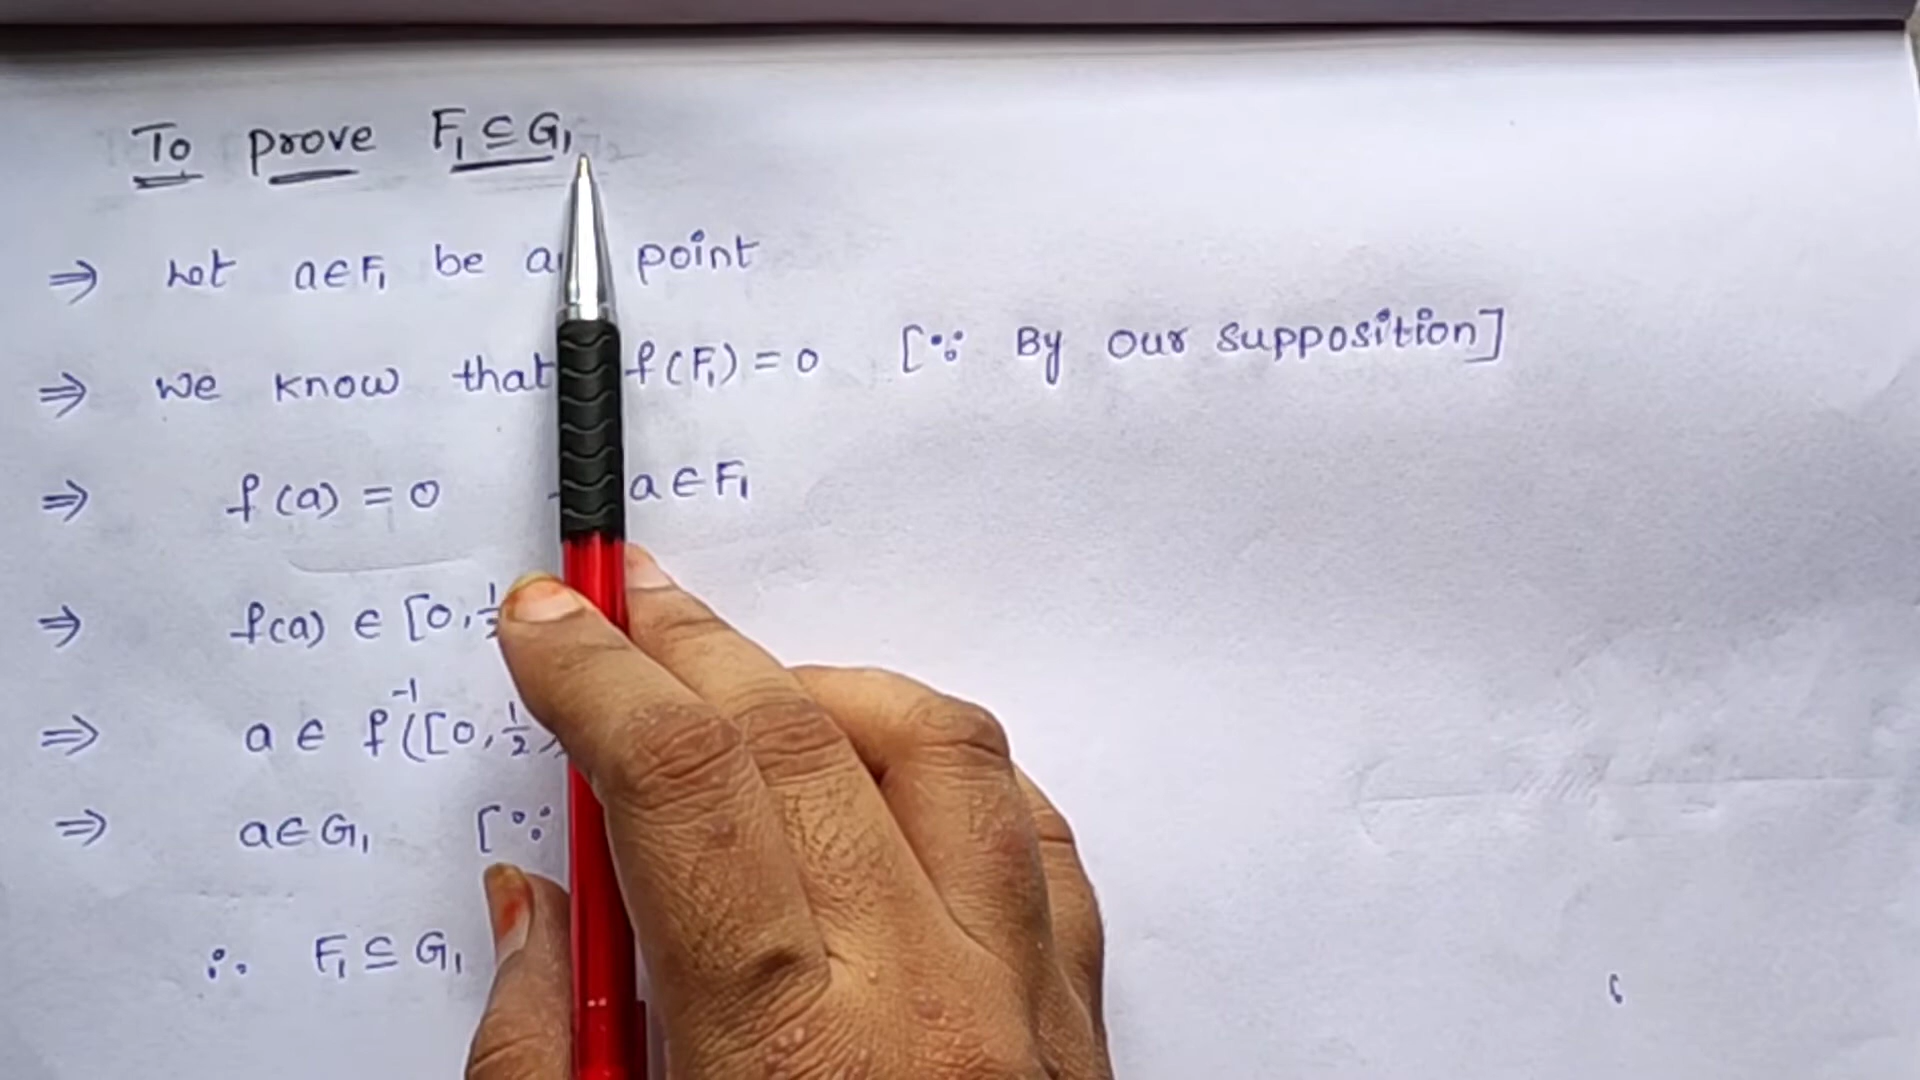 To prove F₁ ⊆ G₁
⇒ Let a∈F₁ be point
⇒ We know that f(F₁) = 0 [∵ By our supposition]
⇒ f(a) = 0 a∈F₁
⇒ f(a) ∈ [0,
⇒ a ∈ f⁻¹([0, 1/2)
⇒ a∈G₁ [∵
∴ F₁ ⊆ G₁